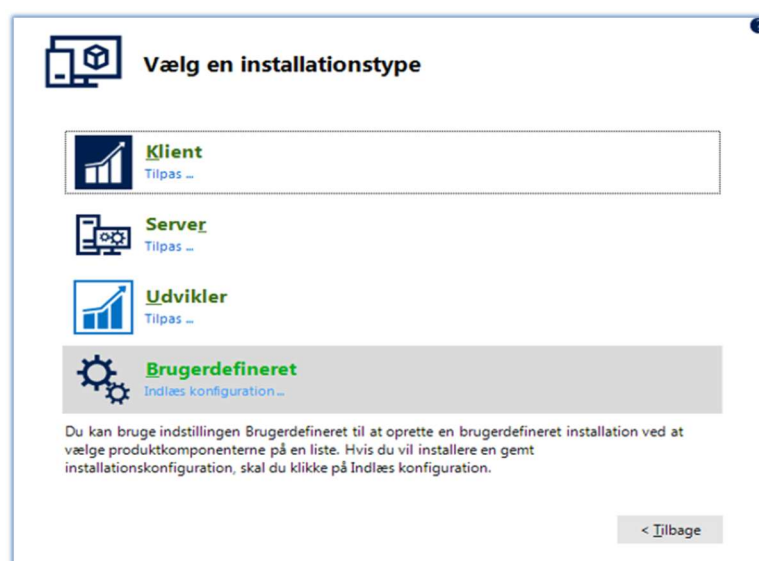 Vælg en installationstype
Klient
Tilpas ...
Server
Tilpas ...
Udvikler
Tilpas ...
Brugerdefineret
Indlæs konfiguration...
Du kan bruge indstillingen Brugerdefineret til at oprette en brugerdefineret installation ved at
vælge produktkomponenterne på en liste. Hvis du vil installere en gemt
installationskonfiguration, skal du klikke på Indlæs konfiguration.
< Tilbage